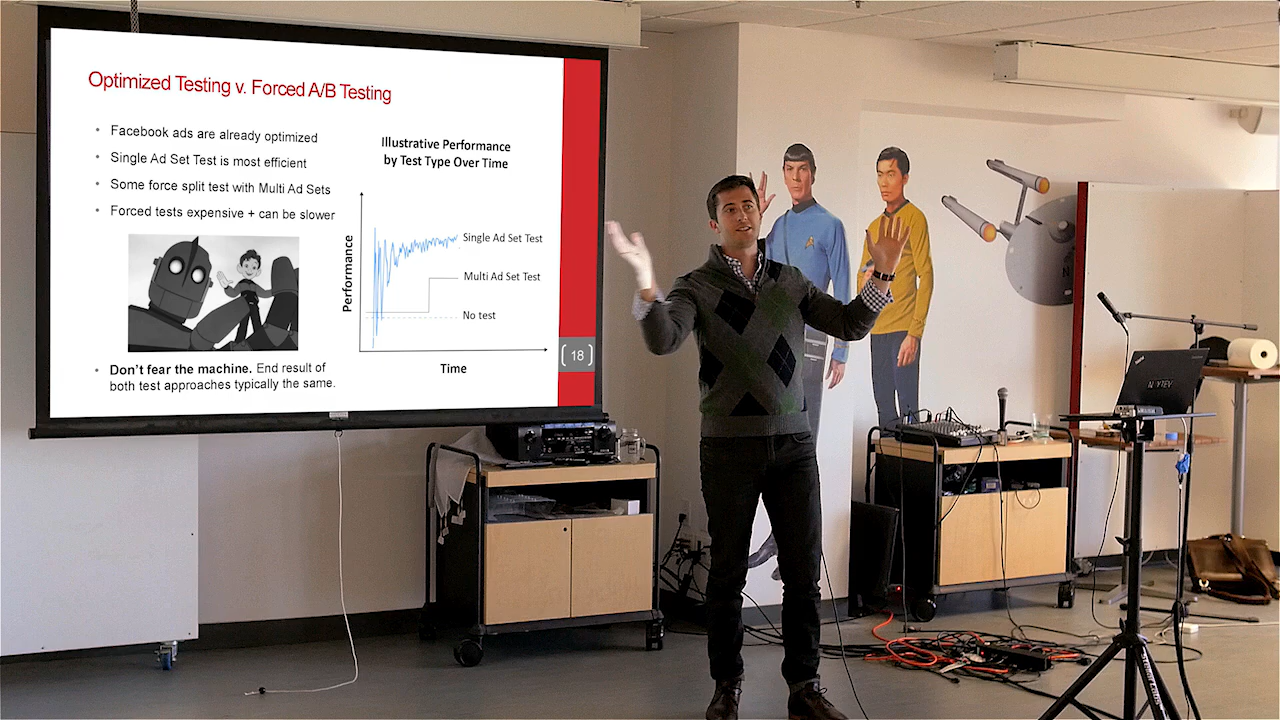 Optimized Testing v. Forced A/B Testing
• Facebook ads are already optimized
• Single Ad Set Test is most efficient
• Some force split test with Multi Ad Sets
• Forced tests expensive + can be slower
Illustrative Performance
by Test Type Over Time
Performance
Single Ad Set Test
Multi Ad Set Test
No test
Time
18
• Don't fear the machine. End result of
both test approaches typically the same.